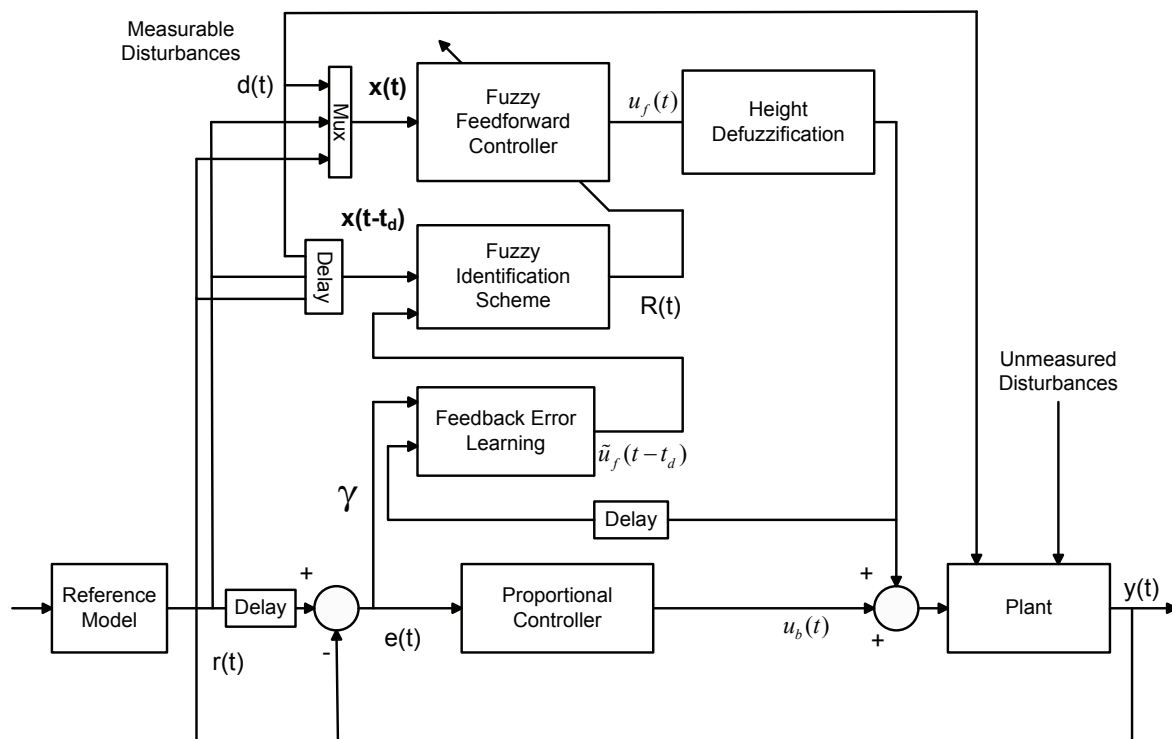 Measurable
Disturbances
d(t)
Mux
x(t)
Fuzzy
Feedforward
Controller
u_f(t)
Height
Defuzzification
x(t-t_d)
Delay
Fuzzy
Identification
Scheme
R(t)
Unmeasured
Disturbances
Feedback Error
Learning
ũ_f(t-t_d)
γ
Delay
Reference
Model
r(t)
Delay
+
-
e(t)
Proportional
Controller
u_b(t)
+
+
Plant
y(t)